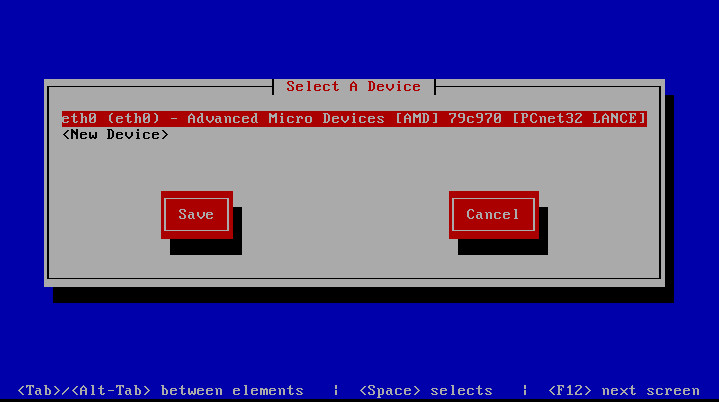 Select A Device
eth0 (eth0) - Advanced Micro Devices [AMD] 79c970 [PCnet32 LANCE]
<New Device>
Save
Cancel
<Tab>/<Alt-Tab> between elements | <Space> selects | <F12> next screen